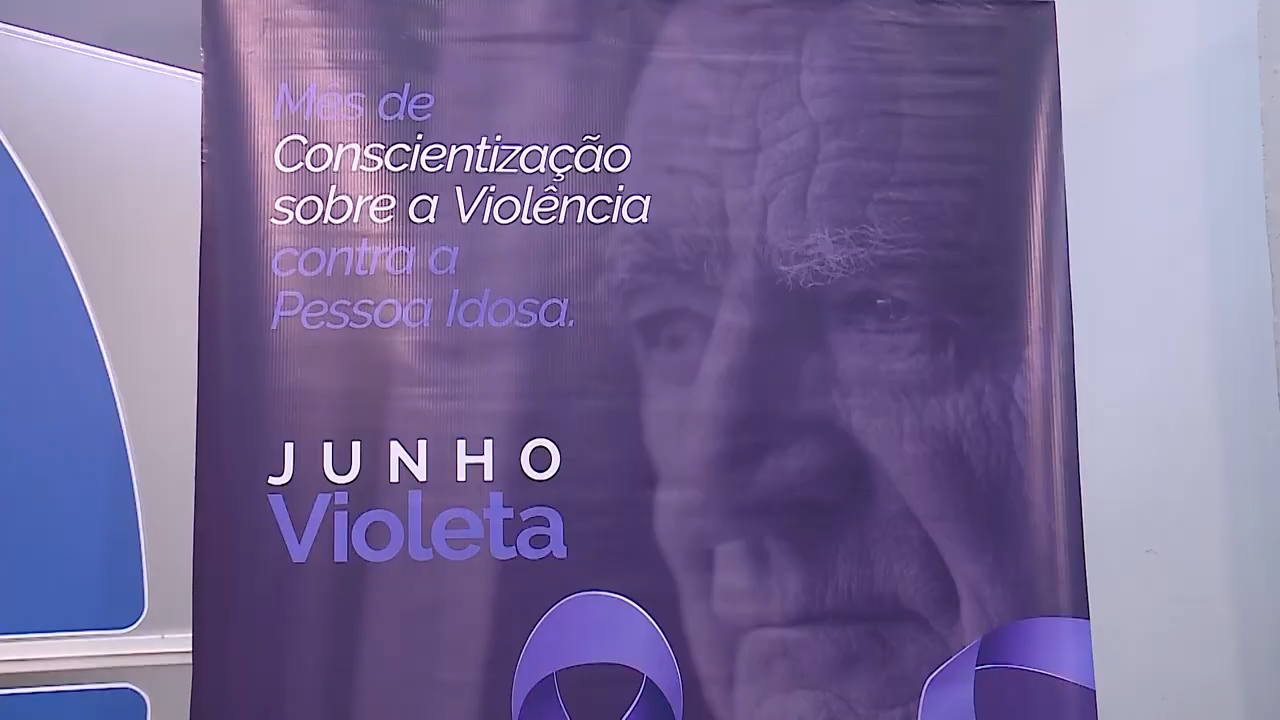 Mês de
Conscientização
sobre a Violência
contra a
Pessoa Idosa.
JUNHO
Violeta